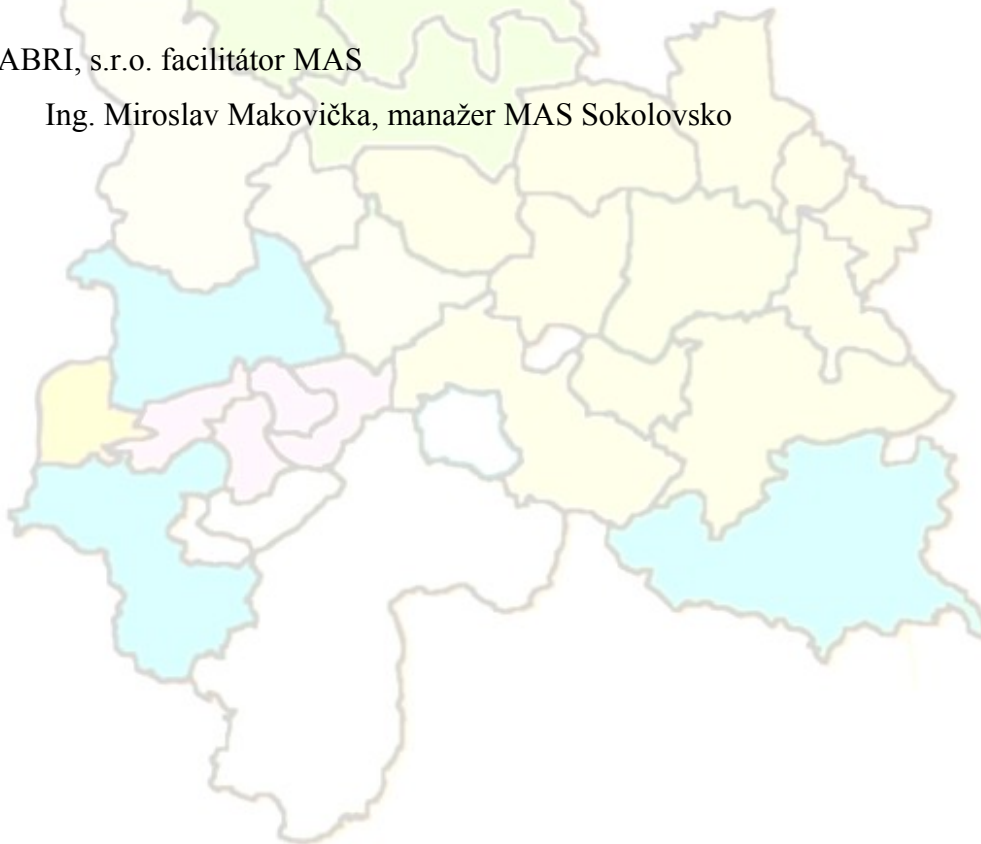 ABRI, s.r.o. facilitátor MAS
Ing. Miroslav Makovička, manažer MAS Sokolovsko